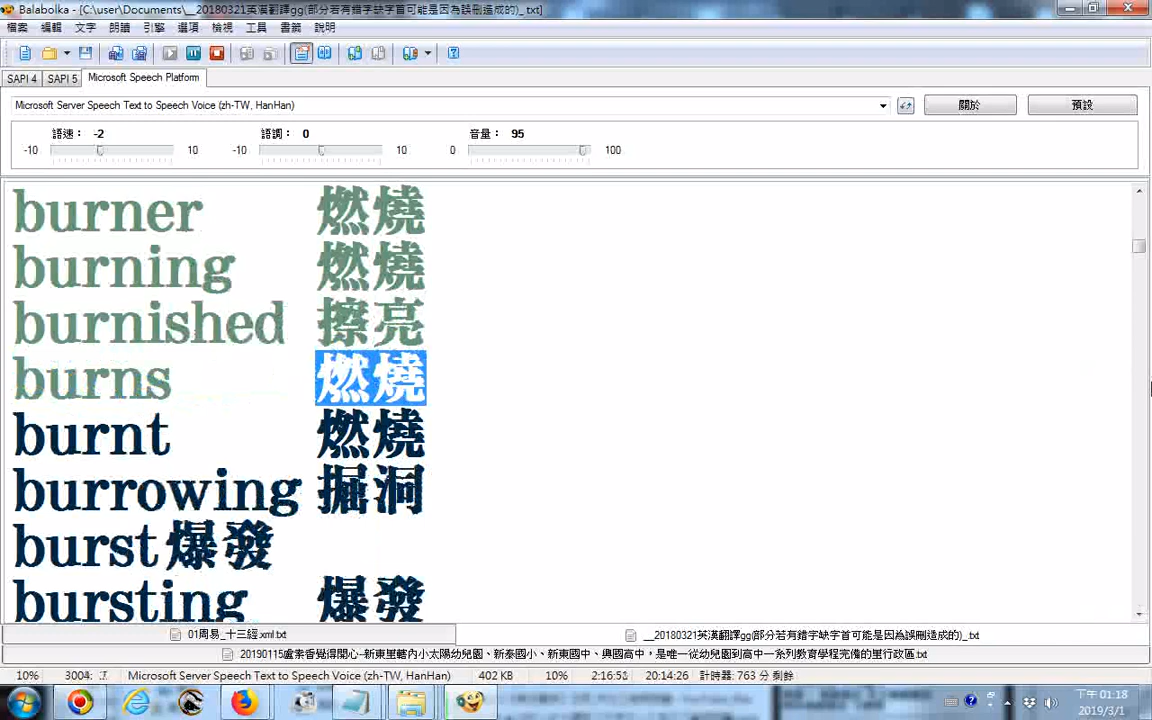 Balabolka - [C:\user\Documents\__20180321英漢翻譯gg(部分若有錯字缺字首可能是因為誤刪造成的)_.txt]
檔案 編輯 文字 朗讀 引擎 選項 檢視 工具 書籤 說明
SAPI 4 SAPI 5 Microsoft Speech Platform
Microsoft Server Speech Text to Speech Voice (zh-TW, HanHan) 關於 預設
語速： -2 語調： 0 音量： 95
-10 10 -10 10 0 100
burner 燃燒
burning 燃燒
burnished 擦亮
burns 燃燒
burnt 燃燒
burrowing 掘洞
burst 爆發
bursting 爆發
01周易_十三經.xml.txt __20180321英漢翻譯gg(部分若有錯字缺字首可能是因為誤刪造成的)_.txt
20190115盧素香覺得開心-新東里轄內小太陽幼兒園、新泰國小、新東國中、興國高中，是唯一從幼兒園到高中一系列教育學程完備的里行政區.txt
10% 3004: Microsoft Server Speech Text to Speech Voice (zh-TW, HanHan) 402 KB 10% 2:16:58 20:14:26 計時器: 763 分 剩餘
下午 01:18
2019/3/1